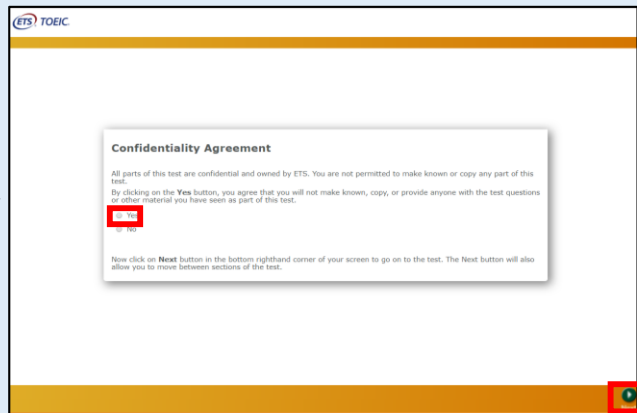 ETS TOEIC
Confidentiality Agreement
All parts of this test are confidential and owned by ETS. You are not permitted to make known or copy any part of this
test.
By clicking on the Yes button, you agree that you will not make known, copy, or provide anyone with the test questions
or other material you have seen as part of this test.
Yes
No
Now click on Next button in the bottom righthand corner of your screen to go on to the test. The Next button will also
allow you to move between sections of the test.